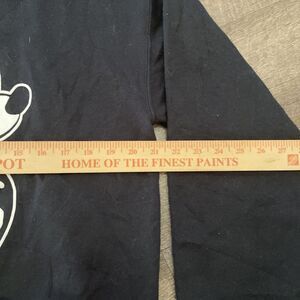 15 16 17 18 19 20 21 22 23 24 25 26 27
POT HOME OF THE FINEST PAINTS